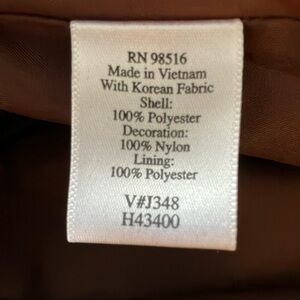 RN 98516
Made in Vietnam
With Korean Fabric
Shell:
100% Polyester
Decoration:
100% Nylon
Lining:
100% Polyester
V#J348
H43400